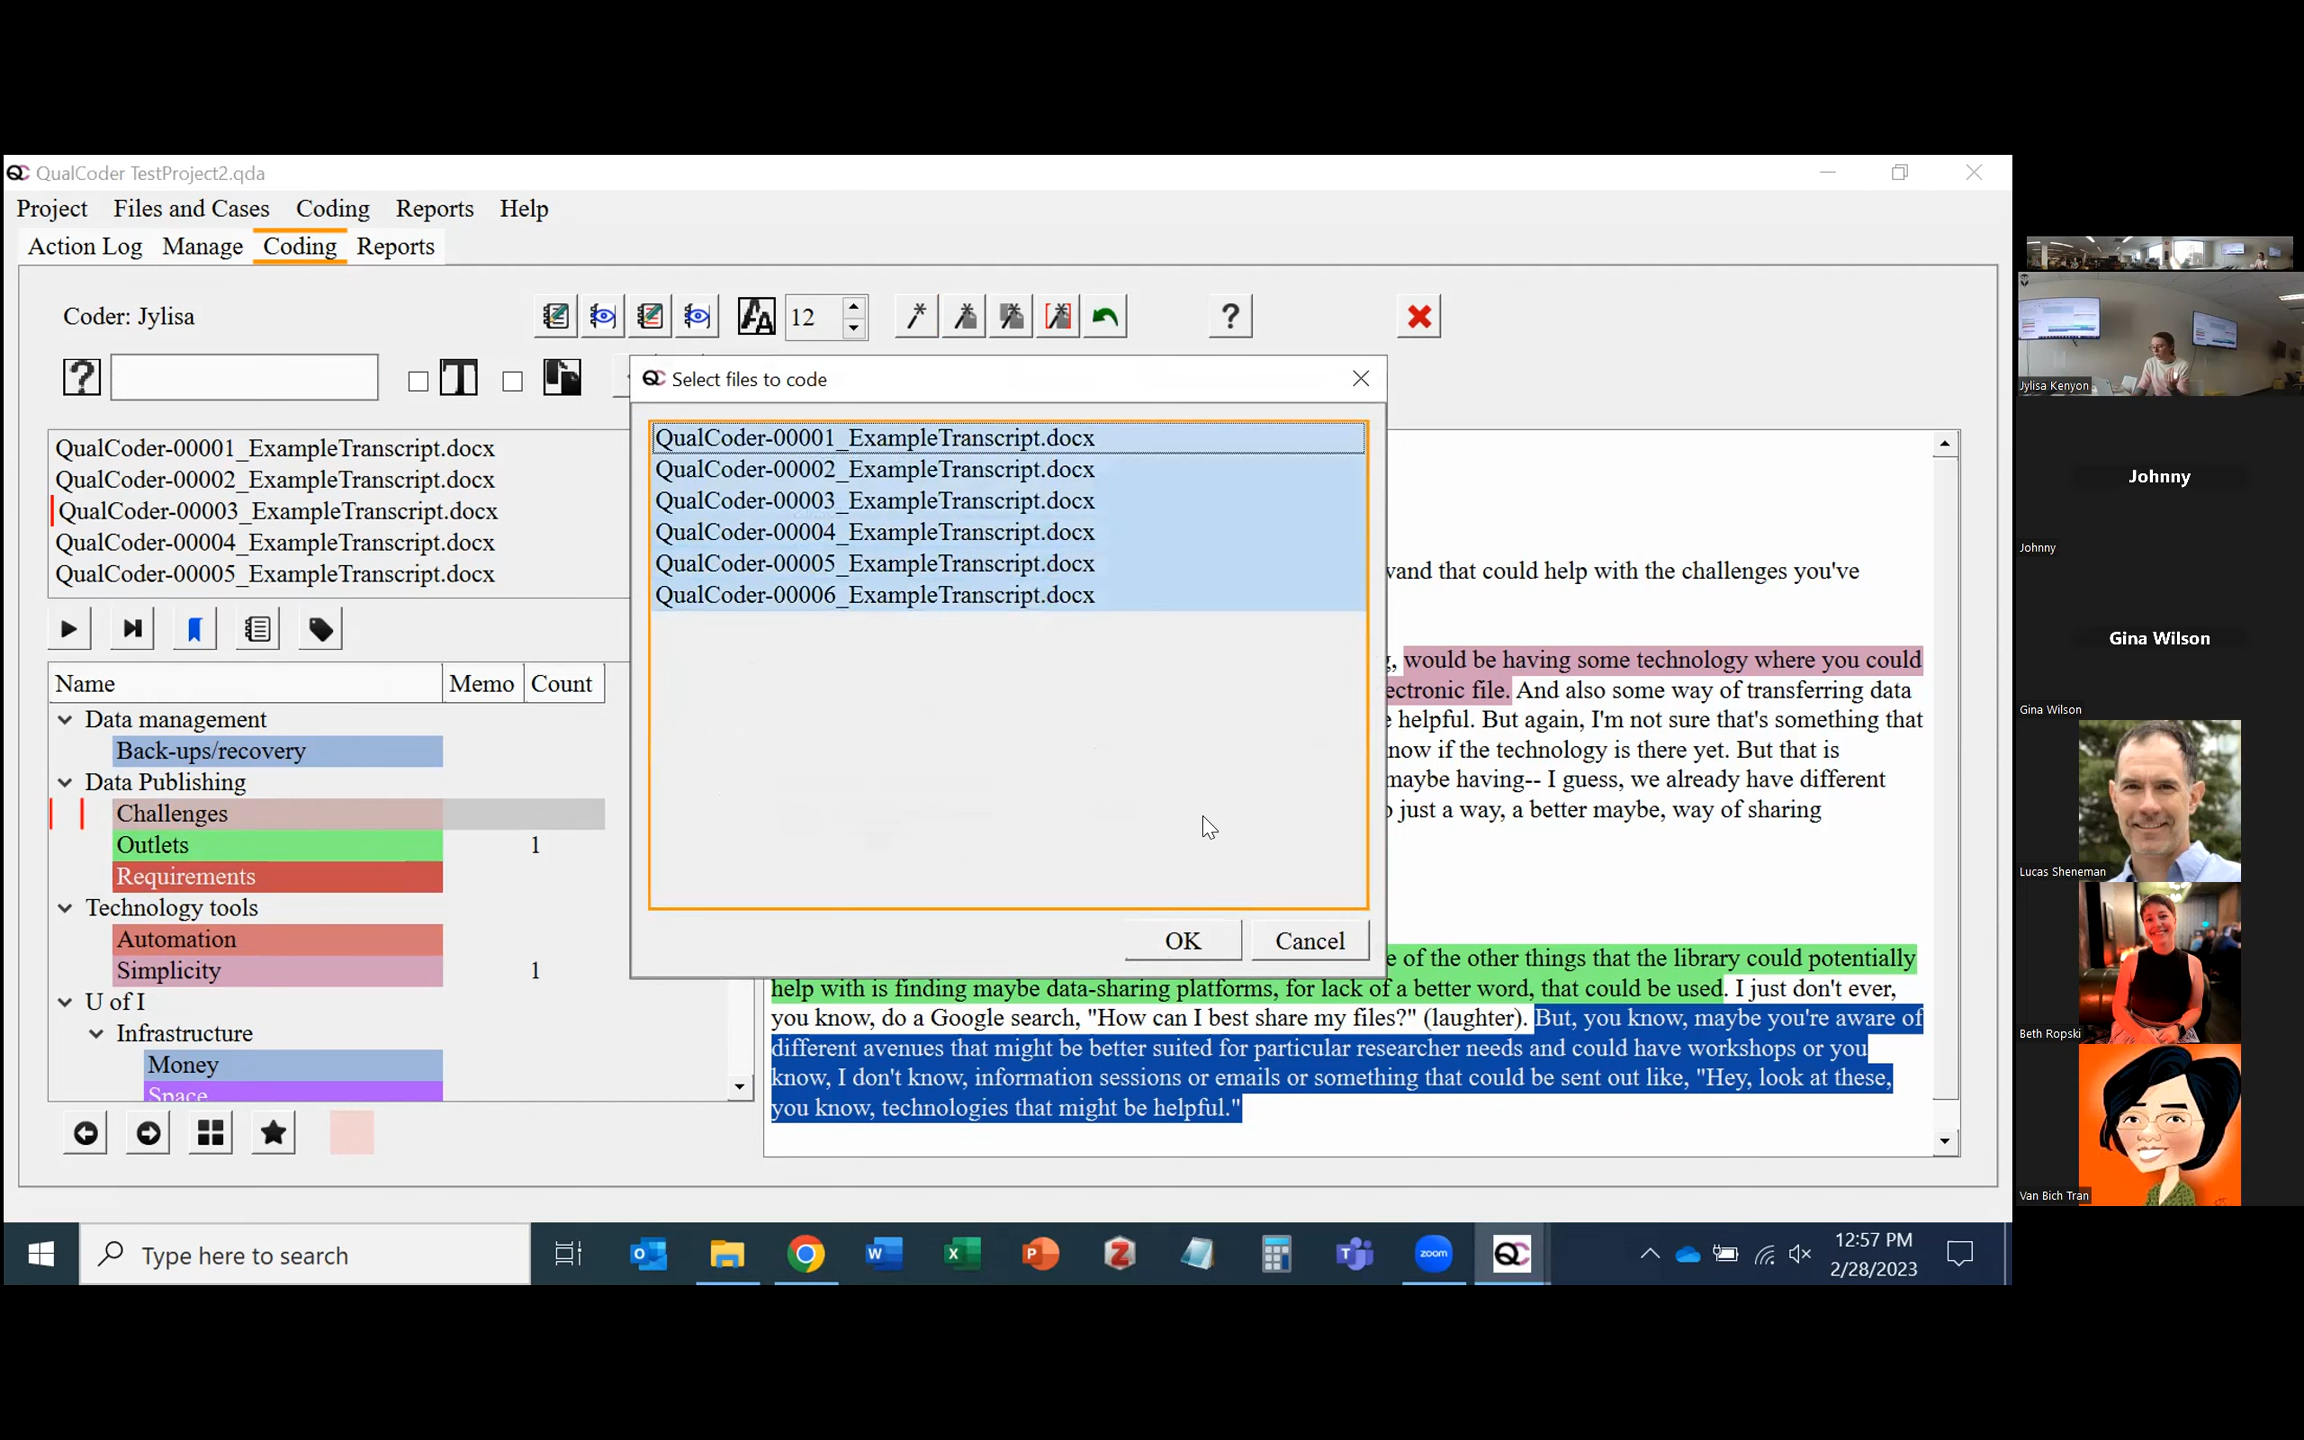 QualCoder TestProject2.qda
Project Files and Cases Coding Reports Help
Action Log Manage Coding Reports
Coder: Jylisa
12
?
QualCoder-00001_ExampleTranscript.docx
QualCoder-00002_ExampleTranscript.docx
QualCoder-00003_ExampleTranscript.docx
QualCoder-00004_ExampleTranscript.docx
QualCoder-00005_ExampleTranscript.docx
Name Memo Count
Data management
Back-ups/recovery
Data Publishing
Challenges
Outlets 1
Requirements
Technology tools
Automation
Simplicity 1
U of I
Infrastructure
Money
Space
Select files to code
QualCoder-00001_ExampleTranscript.docx
QualCoder-00002_ExampleTranscript.docx
QualCoder-00003_ExampleTranscript.docx
QualCoder-00004_ExampleTranscript.docx
QualCoder-00005_ExampleTranscript.docx
QualCoder-00006_ExampleTranscript.docx
OK Cancel
that could help with the challenges you've
would be having some technology where you could
file. And also some way of transferring data
helpful. But again, I'm not sure that's something that
if the technology is there yet. But that is
maybe having-- I guess, we already have different
just a way, a better maybe, way of sharing
of the other things that the library could potentially
help with is finding maybe data-sharing platforms, for lack of a better word, that could be used. I just don't ever,
you know, do a Google search, "How can I best share my files?" (laughter). But, you know, maybe you're aware of
different avenues that might be better suited for particular researcher needs and could have workshops or you
know, I don't know, information sessions or emails or something that could be sent out like, "Hey, look at these,
you know, technologies that might be helpful."
Type here to search
zoom
12:57 PM
2/28/2023
Jylisa Kenyon
Johnny
Johnny
Gina Wilson
Gina Wilson
Lucas Sheneman
Beth Ropski
Van Bich Tran